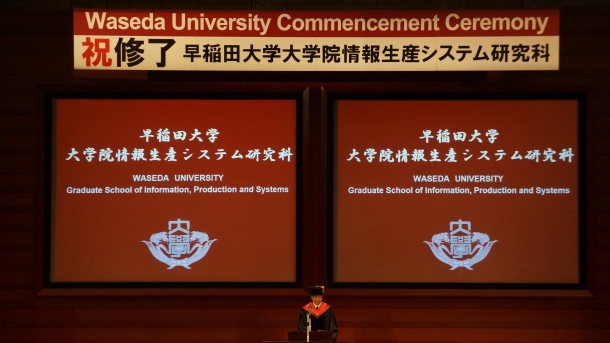 Waseda University Commencement Ceremony
祝修了 早稲田大学大学院情報生産システム研究科
早稲田大学
大学院情報生産システム研究科
WASEDA UNIVERSITY
Graduate School of Information, Production and Systems
早稲田大学
大学院情報生産システム研究科
WASEDA UNIVERSITY
Graduate School of Information, Production and Systems